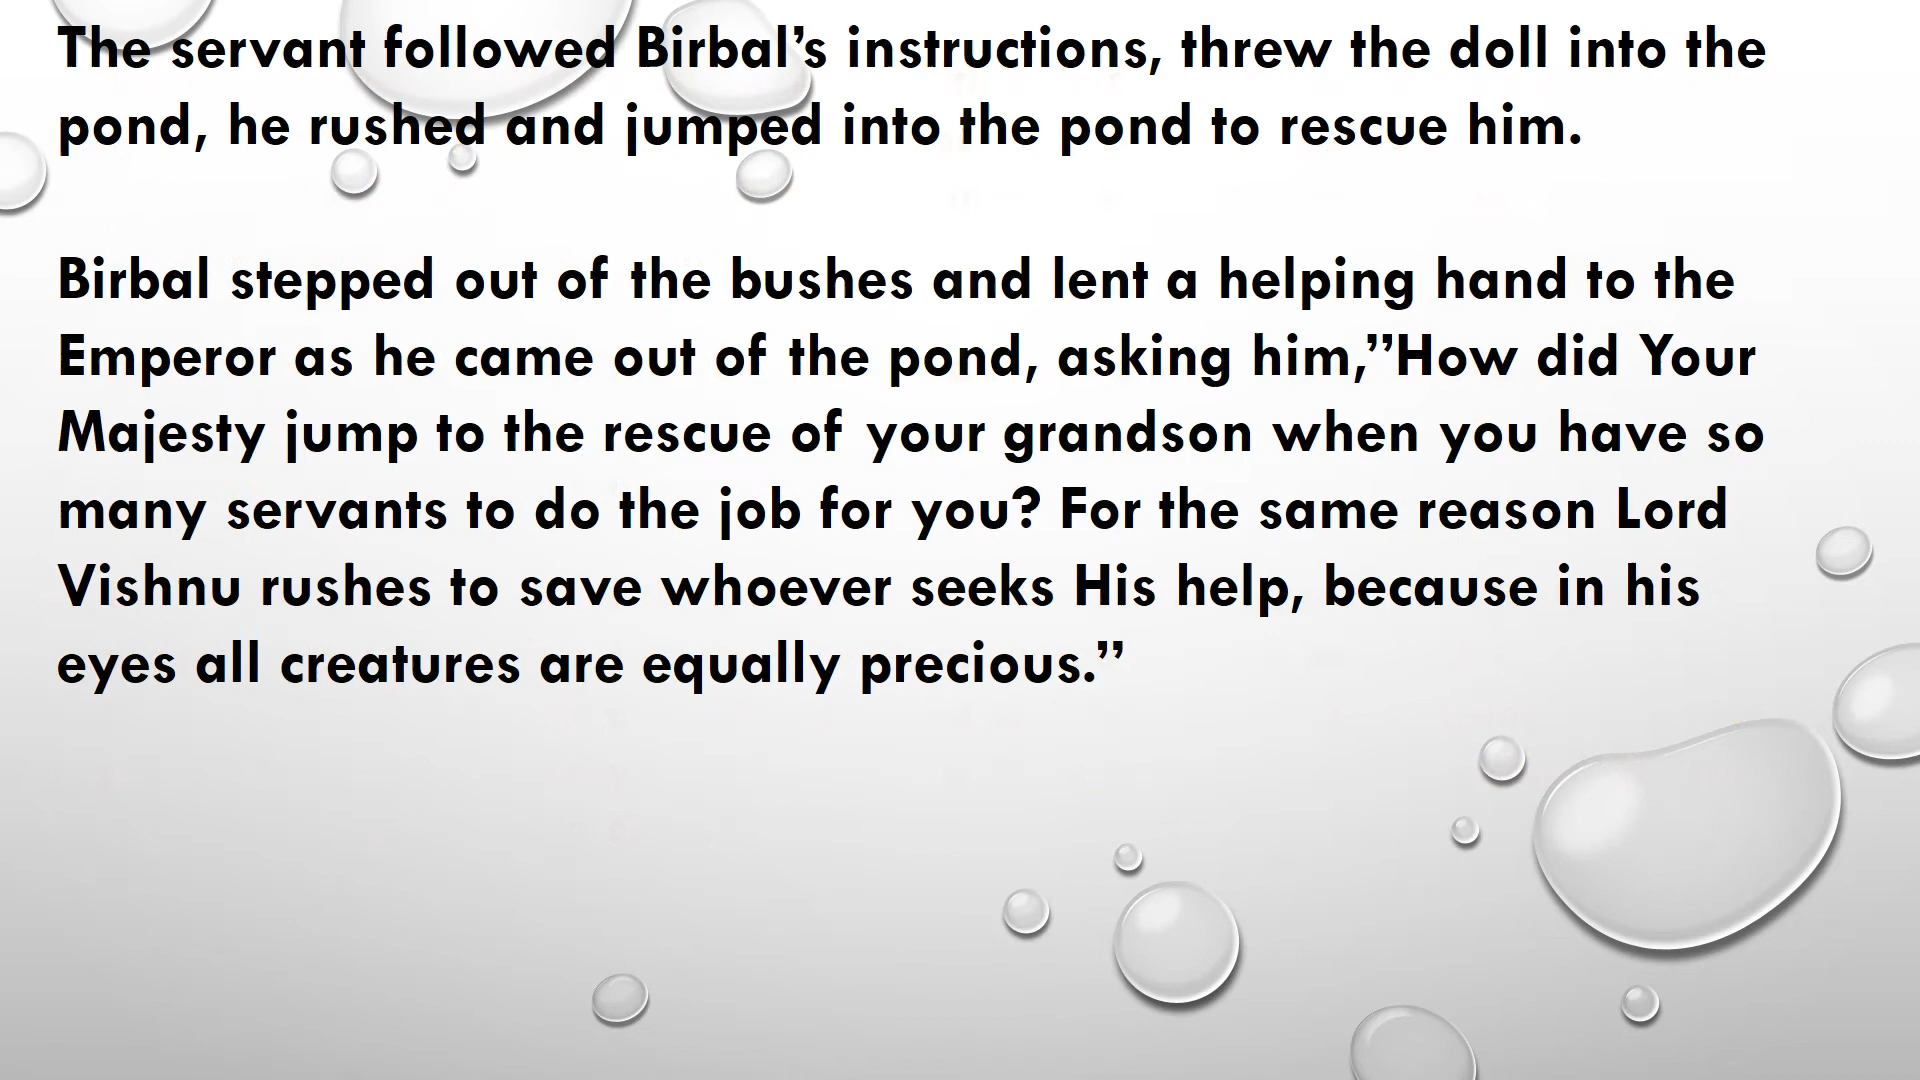 The servant followed Birbal’s instructions, threw the doll into the
pond, he rushed and jumped into the pond to rescue him.
Birbal stepped out of the bushes and lent a helping hand to the
Emperor as he came out of the pond, asking him,”How did Your
Majesty jump to the rescue of your grandson when you have so
many servants to do the job for you? For the same reason Lord
Vishnu rushes to save whoever seeks His help, because in his
eyes all creatures are equally precious.”